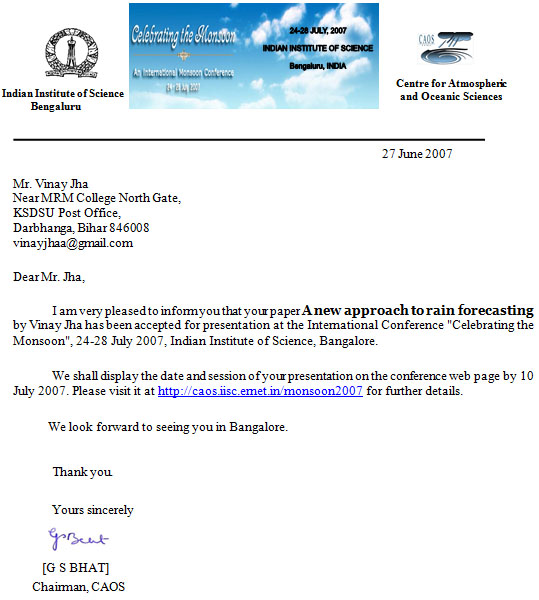 Celebrating the Monsoon
An International Monsoon Conference
24-28 July 2007
24-28 JULY, 2007
INDIAN INSTITUTE OF SCIENCE
Bengaluru, INDIA
CAOS
Indian Institute of Science
Bengaluru
Centre for Atmospheric
and Oceanic Sciences
27 June 2007
Mr. Vinay Jha
Near MRM College North Gate,
KSDSU Post Office,
Darbhanga, Bihar 846008
vinayjhaa@gmail.com
Dear Mr. Jha,
I am very pleased to inform you that your paper A new approach to rain forecasting
by Vinay Jha has been accepted for presentation at the International Conference "Celebrating the
Monsoon", 24-28 July 2007, Indian Institute of Science, Bangalore.
We shall display the date and session of your presentation on the conference web page by 10
July 2007. Please visit it at http://caos.iisc.ernet.in/monsoon2007 for further details.
We look forward to seeing you in Bangalore.
Thank you.
Yours sincerely
GSBhat
[G S BHAT]
Chairman, CAOS